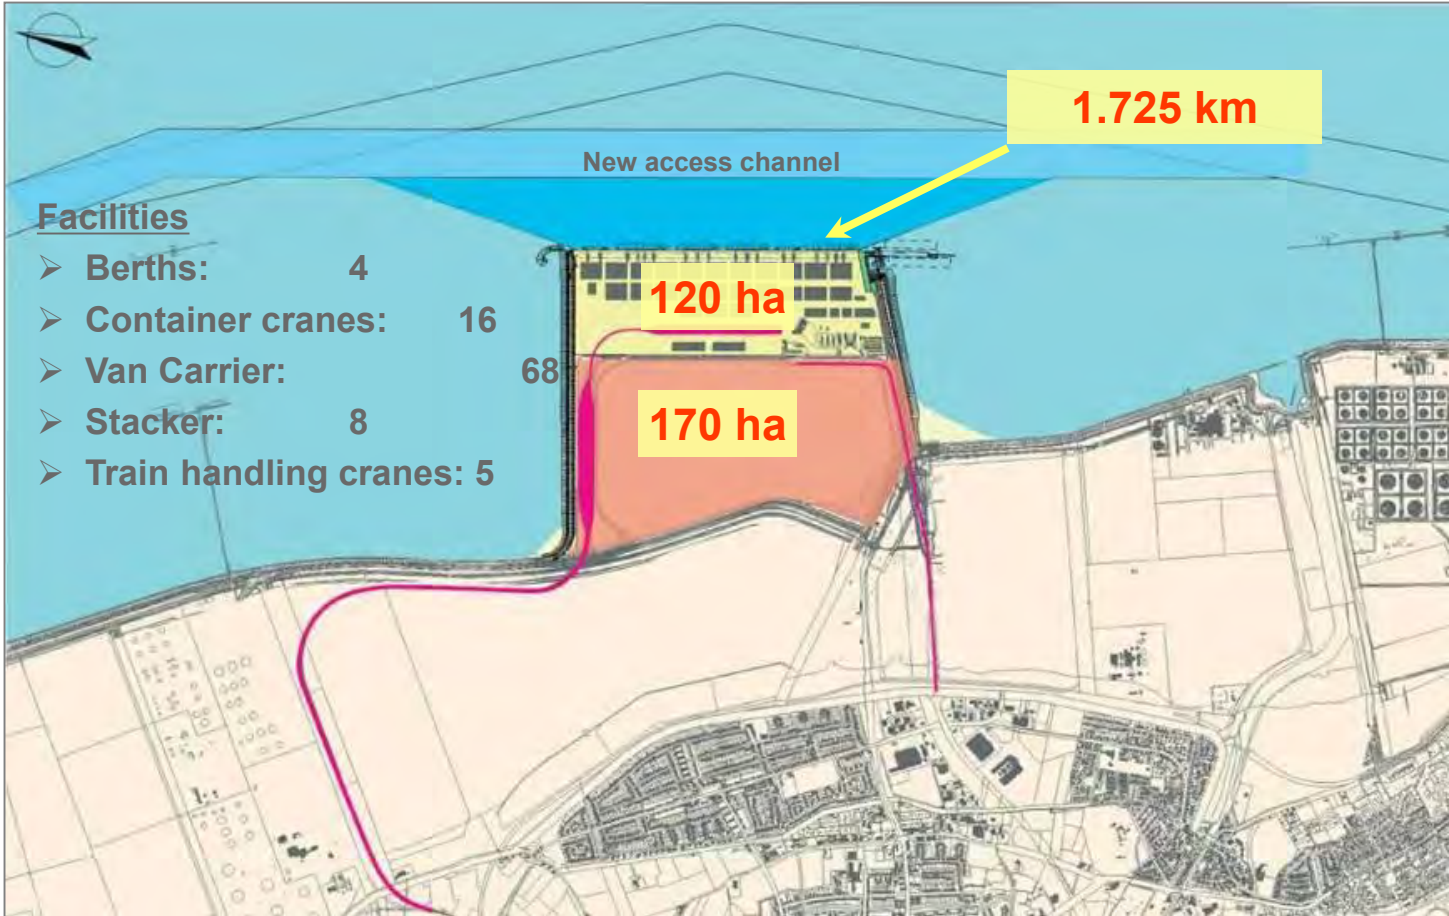 1.725 km
New access channel
Facilities
➢ Berths: 4
➢ Container cranes: 16
➢ Van Carrier: 68
➢ Stacker: 8
➢ Train handling cranes: 5
120 ha
170 ha